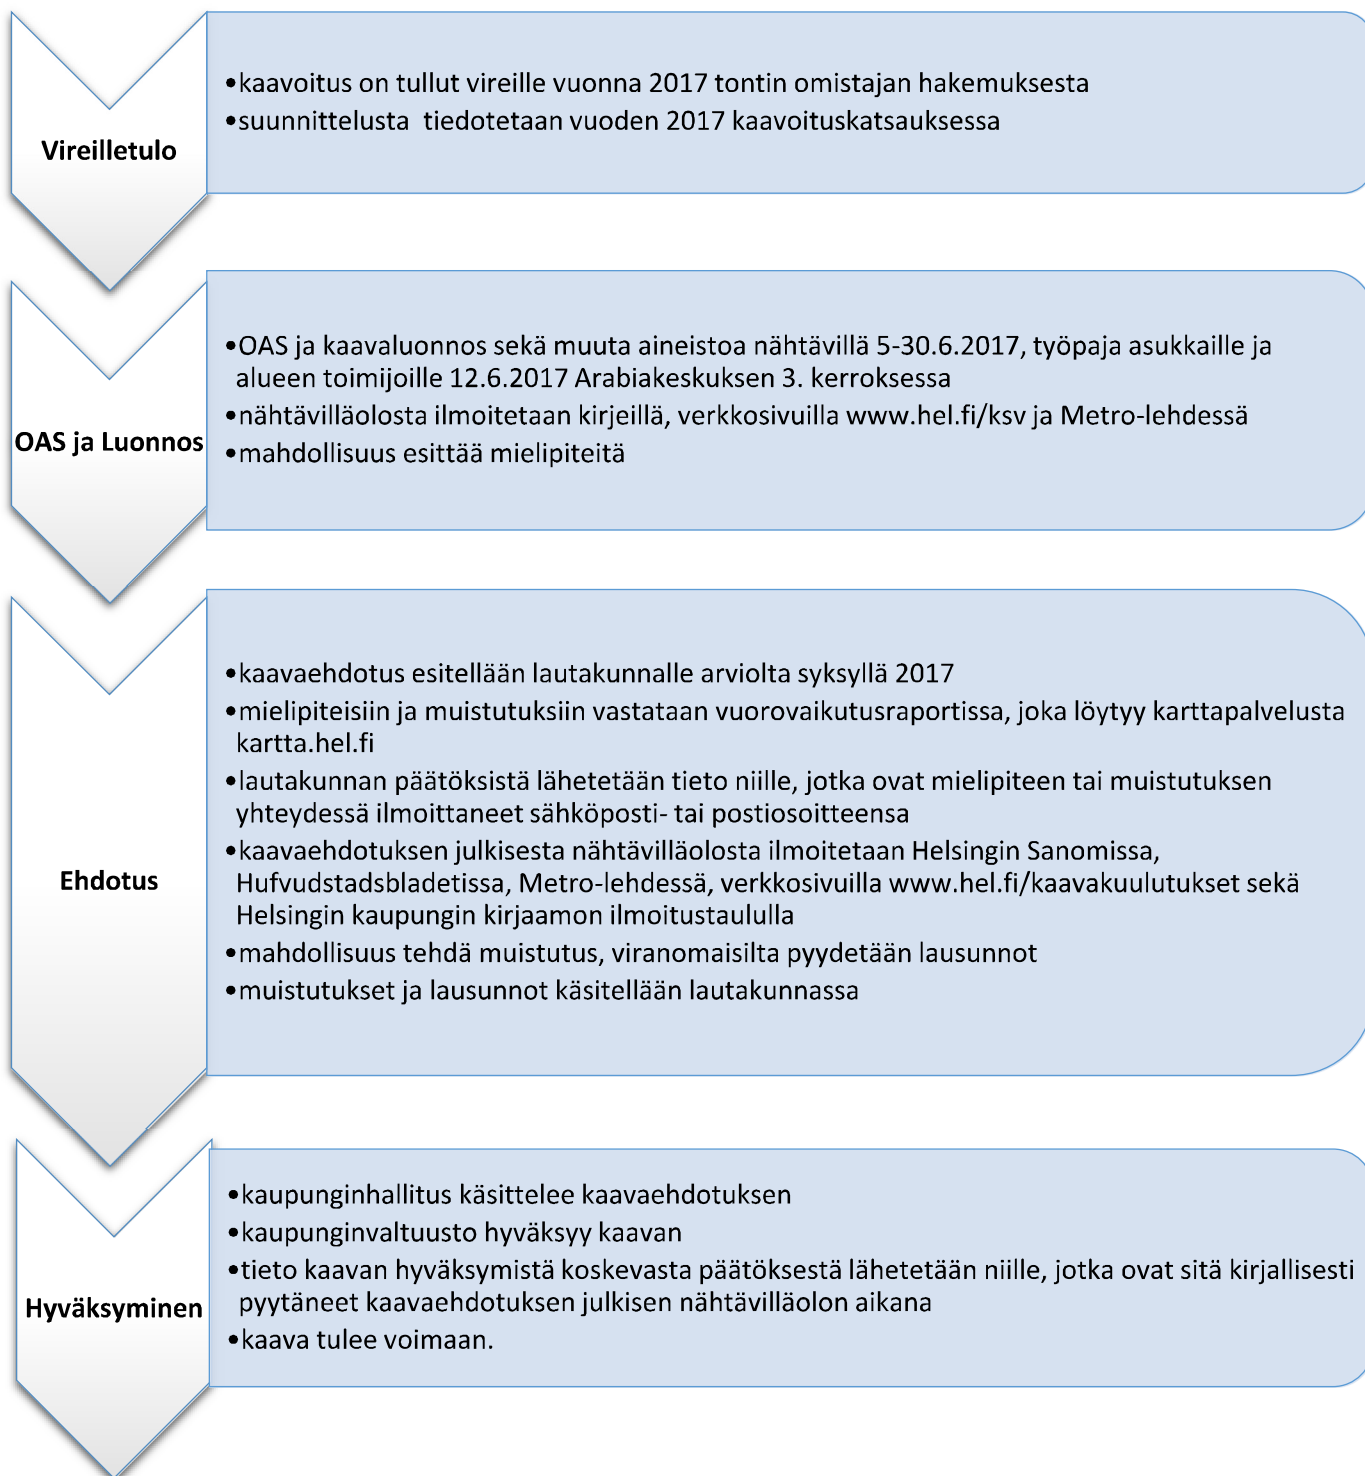 Vireilletulo
•kaavoitus on tullut vireille vuonna 2017 tontin omistajan hakemuksesta
•suunnittelusta tiedotetaan vuoden 2017 kaavoituskatsauksessa
OAS ja Luonnos
•OAS ja kaavaluonnos sekä muuta aineistoa nähtävillä 5-30.6.2017, työpaja asukkaille ja
alueen toimijoille 12.6.2017 Arabiakeskuksen 3. kerroksessa
•nähtävilläolosta ilmoitetaan kirjeillä, verkkosivuilla www.hel.fi/ksv ja Metro-lehdessä
•mahdollisuus esittää mielipiteitä
Ehdotus
•kaavaehdotus esitellään lautakunnalle arviolta syksyllä 2017
•mielipiteisiin ja muistutuksiin vastataan vuorovaikutusraportissa, joka löytyy karttapalvelusta
kartta.hel.fi
•lautakunnan päätöksistä lähetetään tieto niille, jotka ovat mielipiteen tai muistutuksen
yhteydessä ilmoittaneet sähköposti- tai postiosoitteensa
•kaavaehdotuksen julkisesta nähtävilläolosta ilmoitetaan Helsingin Sanomissa,
Hufvudstadsbladetissa, Metro-lehdessä, verkkosivuilla www.hel.fi/kaavakuulutukset sekä
Helsingin kaupungin kirjaamon ilmoitustaululla
•mahdollisuus tehdä muistutus, viranomaisilta pyydetään lausunnot
•muistutukset ja lausunnot käsitellään lautakunnassa
Hyväksyminen
•kaupunginhallitus käsittelee kaavaehdotuksen
•kaupunginvaltuusto hyväksyy kaavan
•tieto kaavan hyväksymistä koskevasta päätöksestä lähetetään niille, jotka ovat sitä kirjallisesti
pyytäneet kaavaehdotuksen julkisen nähtävilläolon aikana
•kaava tulee voimaan.